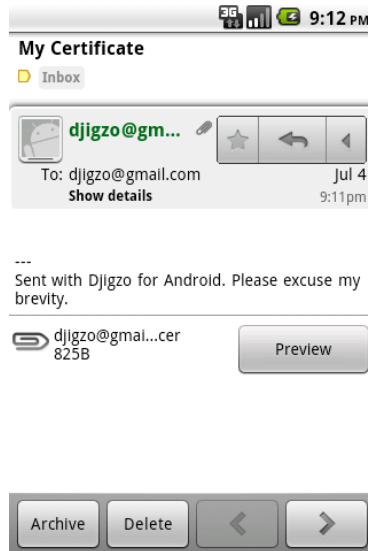 3G 9:12 PM
My Certificate
Inbox
djigzo@gm...
To: djigzo@gmail.com Jul 4
Show details 9:11pm
---
Sent with Djigzo for Android. Please excuse my
brevity.
djigzo@gmai...cer
825B
Preview
Archive Delete